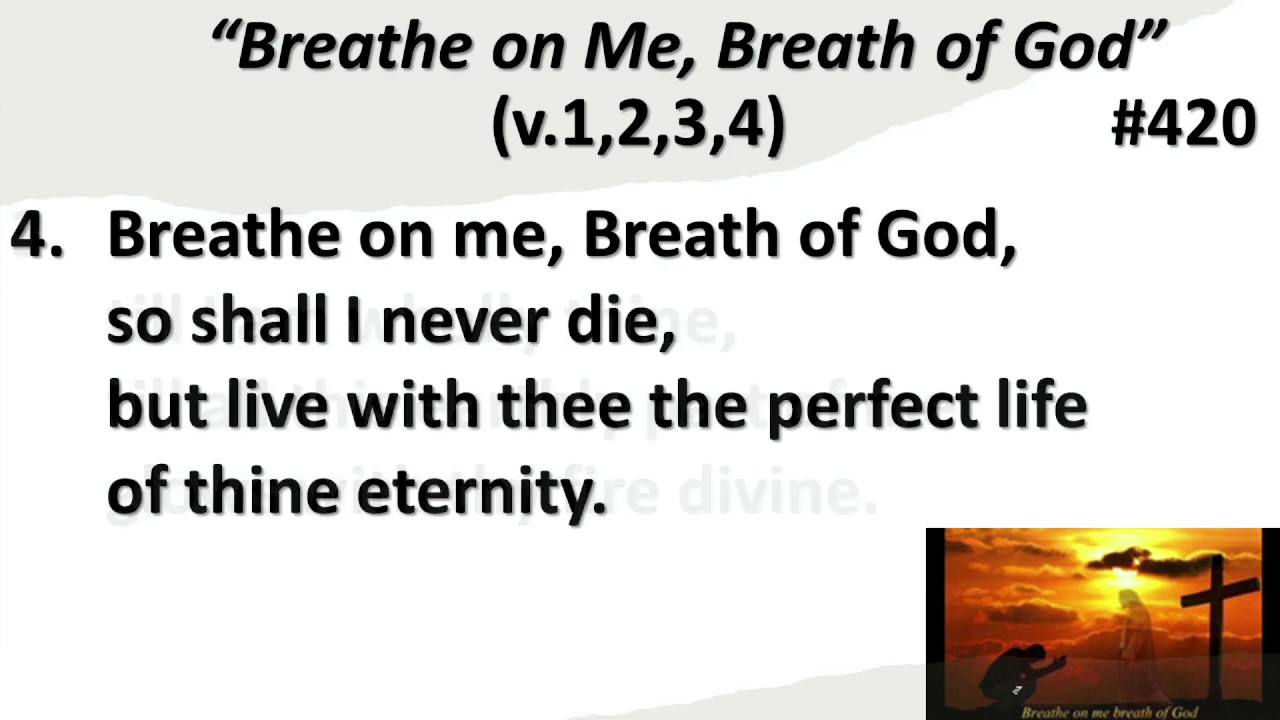 “Breathe on Me, Breath of God”
(v.1,2,3,4) #420
4. Breathe on me, Breath of God,
so shall I never die,
but live with thee the perfect life
of thine eternity.
Breathe on me breath of God